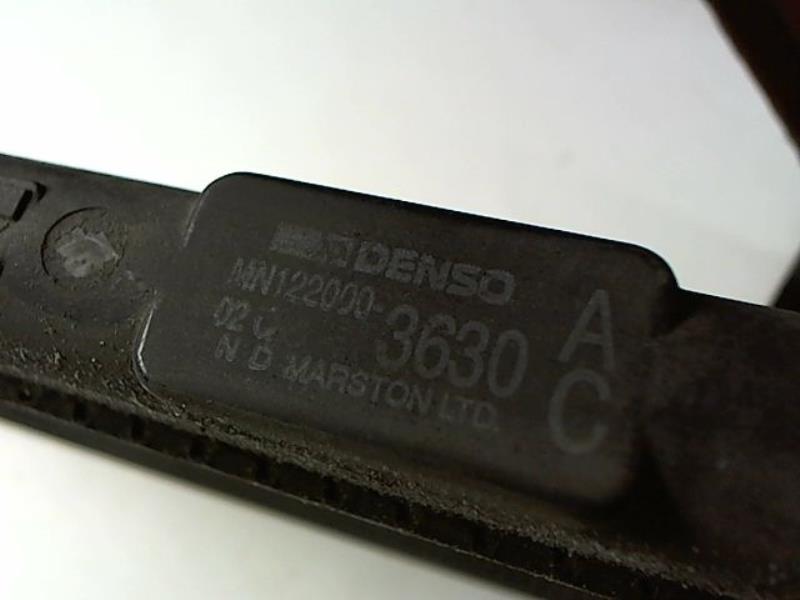 DENSO
MN122000-3630
02
N D MARSTON LTD.
A
C